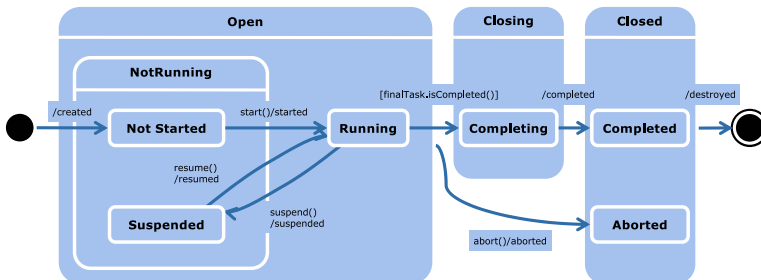 Open
Closing
Closed
NotRunning
[finalTask.isCompleted()]
/completed
/destroyed
/created
start()/started
Not Started
Running
Completing
Completed
resume()
/resumed
suspend()
/suspended
Suspended
Aborted
abort()/aborted